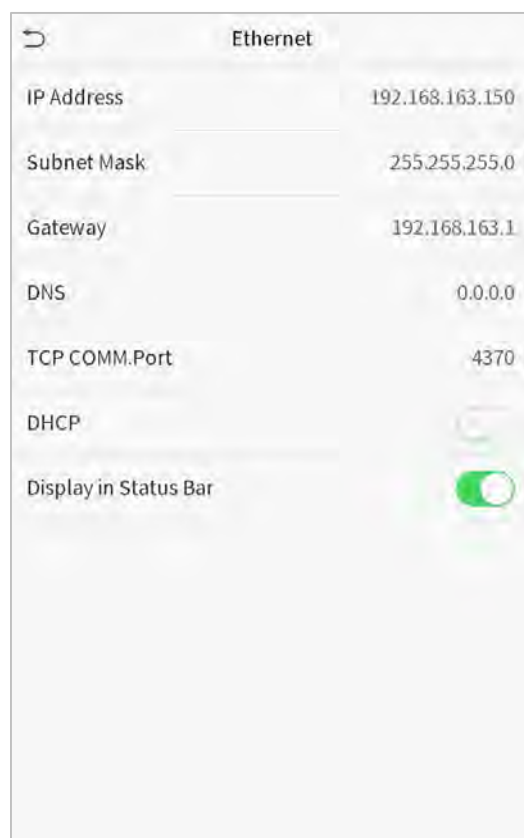 Ethernet
IP Address 192.168.163.150
Subnet Mask 255.255.255.0
Gateway 192.168.163.1
DNS 0.0.0.0
TCP COMM.Port 4370
DHCP
Display in Status Bar